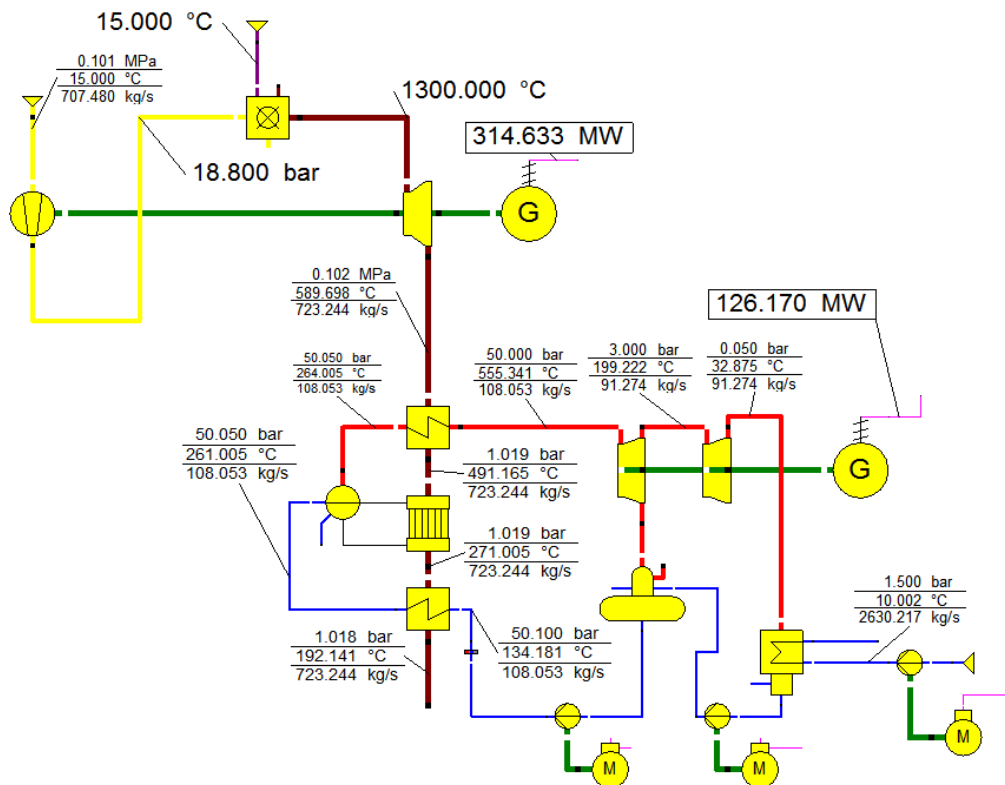 15.000 °C
0.101 MPa
15.000 °C
707.480 kg/s
1300.000 °C
314.633 MW
18.800 bar
G
0.102 MPa
589.698 °C
723.244 kg/s
126.170 MW
50.050 bar
264.005 °C
108.053 kg/s
50.000 bar
555.341 °C
108.053 kg/s
3.000 bar
199.222 °C
91.274 kg/s
0.050 bar
32.875 °C
91.274 kg/s
50.050 bar
261.005 °C
108.053 kg/s
1.019 bar
491.165 °C
723.244 kg/s
G
1.019 bar
271.005 °C
723.244 kg/s
1.500 bar
10.002 °C
2630.217 kg/s
1.018 bar
192.141 °C
723.244 kg/s
50.100 bar
134.181 °C
108.053 kg/s
M
M
M